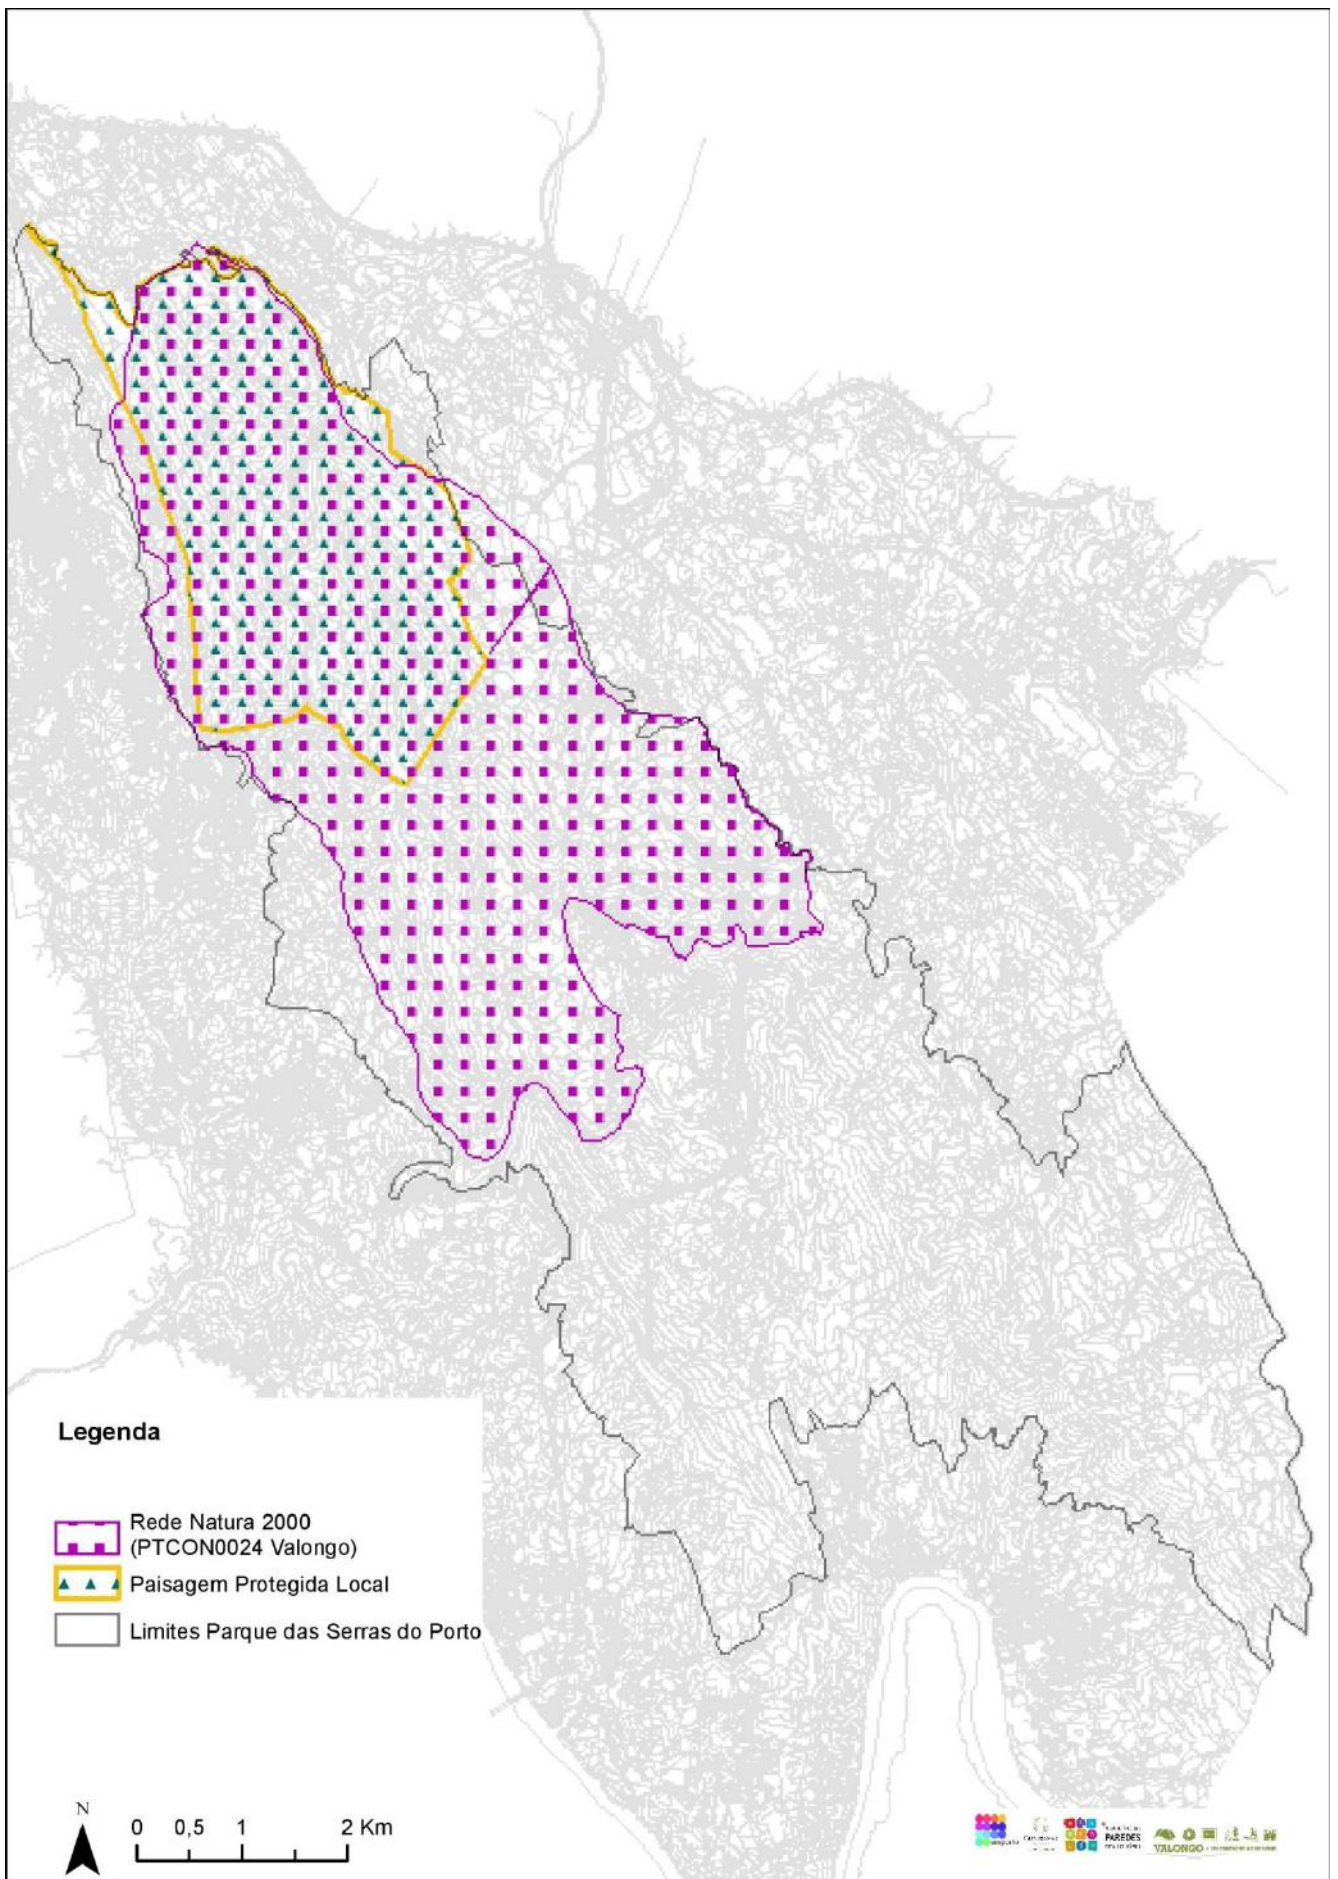 Legenda
Rede Natura 2000
(PTCON0024 Valongo)
Paisagem Protegida Local
Limites Parque das Serras do Porto
N
0 0,5 1 2 Km
PAREDES
VALONGO